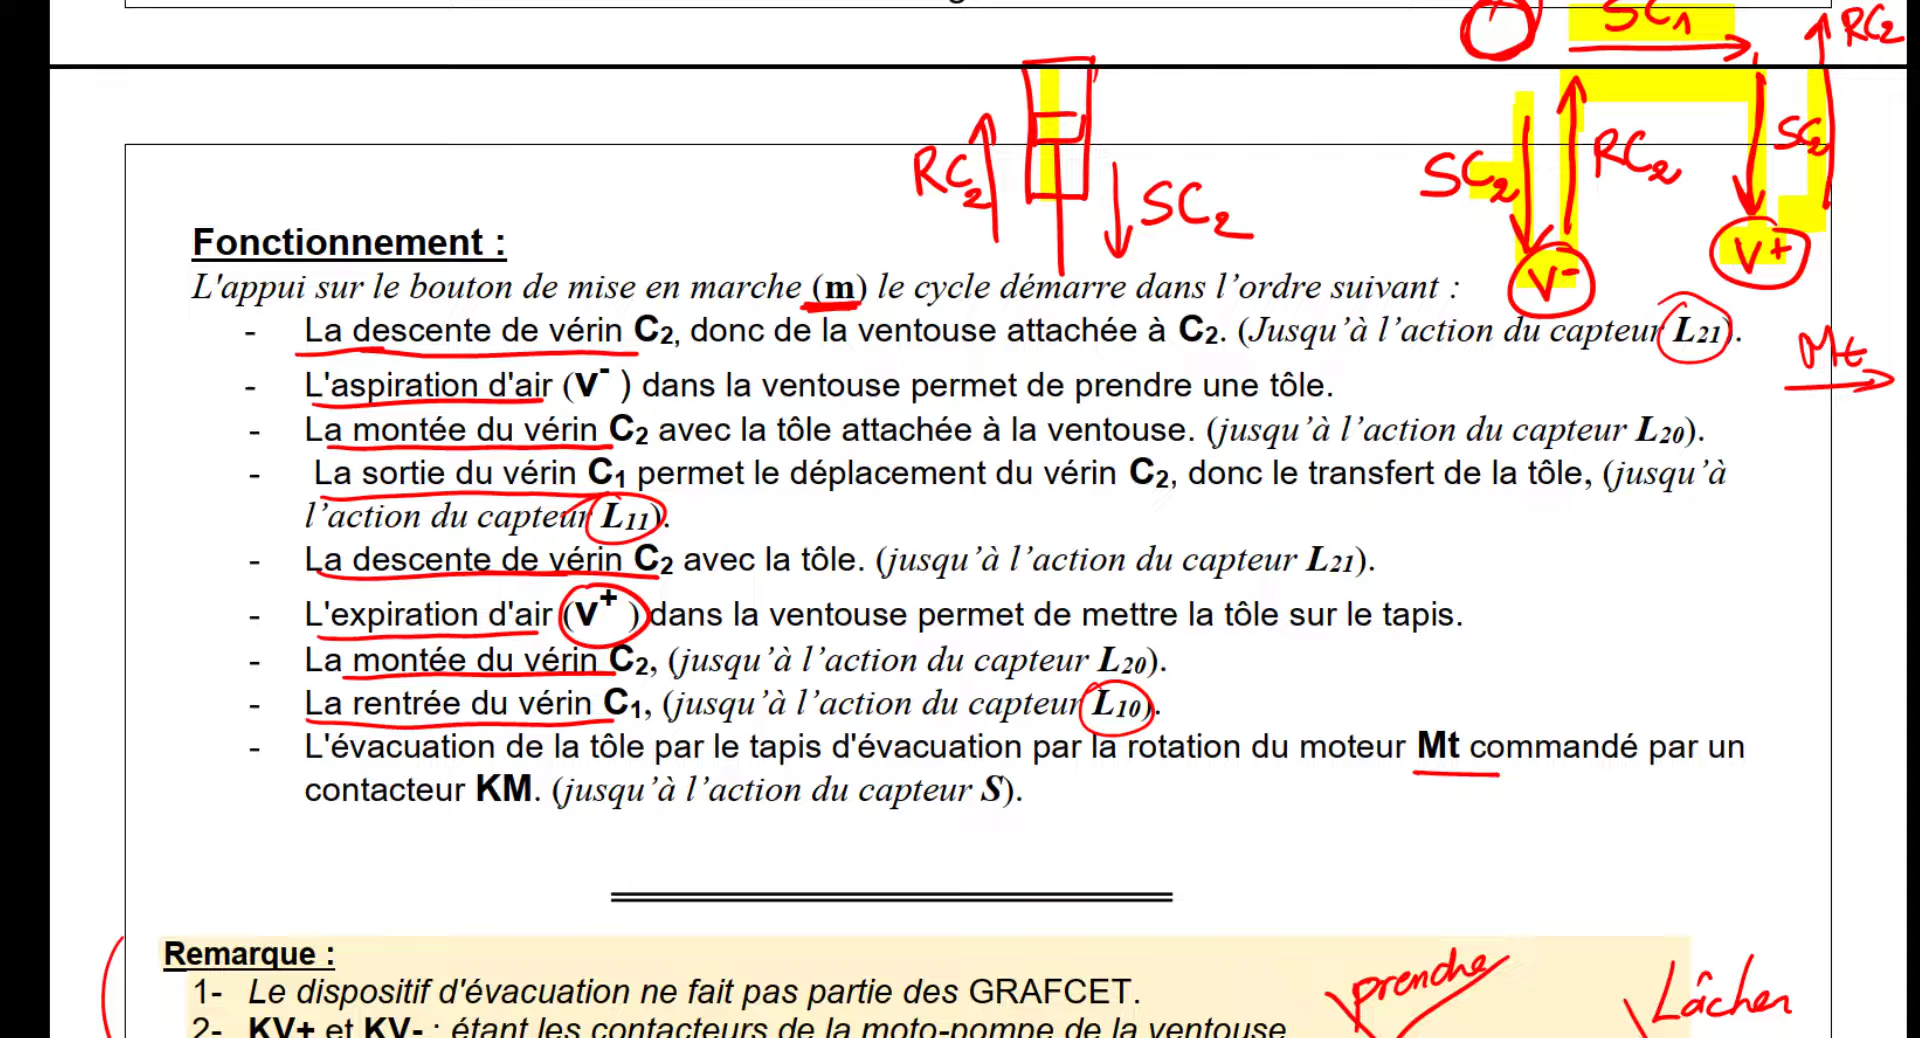 SC1
RC2
RC2
SC2
SC2
RC2
SC2
V-
V+
Mt
Fonctionnement :
L'appui sur le bouton de mise en marche (m) le cycle démarre dans l'ordre suivant :
- La descente de vérin C2, donc de la ventouse attachée à C2. (Jusqu'à l'action du capteur L21).
- L'aspiration d'air (V- ) dans la ventouse permet de prendre une tôle.
- La montée du vérin C2 avec la tôle attachée à la ventouse. (jusqu'à l'action du capteur L20).
- La sortie du vérin C1 permet le déplacement du vérin C2, donc le transfert de la tôle, (jusqu'à
l'action du capteur L11).
- La descente de vérin C2 avec la tôle. (jusqu'à l'action du capteur L21).
- L'expiration d'air (V+ ) dans la ventouse permet de mettre la tôle sur le tapis.
- La montée du vérin C2, (jusqu'à l'action du capteur L20).
- La rentrée du vérin C1, (jusqu'à l'action du capteur L10).
- L'évacuation de la tôle par le tapis d'évacuation par la rotation du moteur Mt commandé par un
contacteur KM. (jusqu'à l'action du capteur S).
Remarque :
1- Le dispositif d'évacuation ne fait pas partie des GRAFCET.
2- KV+ et KV- : étant les contacteurs de la moto-pompe de la ventouse
prendre
Lâcher